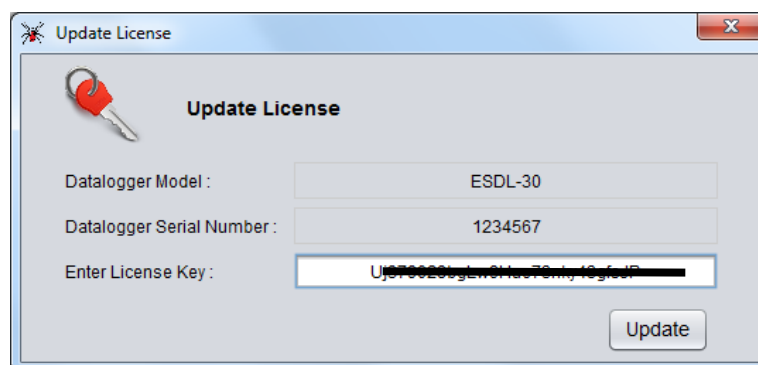 Update License
Update License
Datalogger Model :
ESDL-30
Datalogger Serial Number :
1234567
Enter License Key :
Update